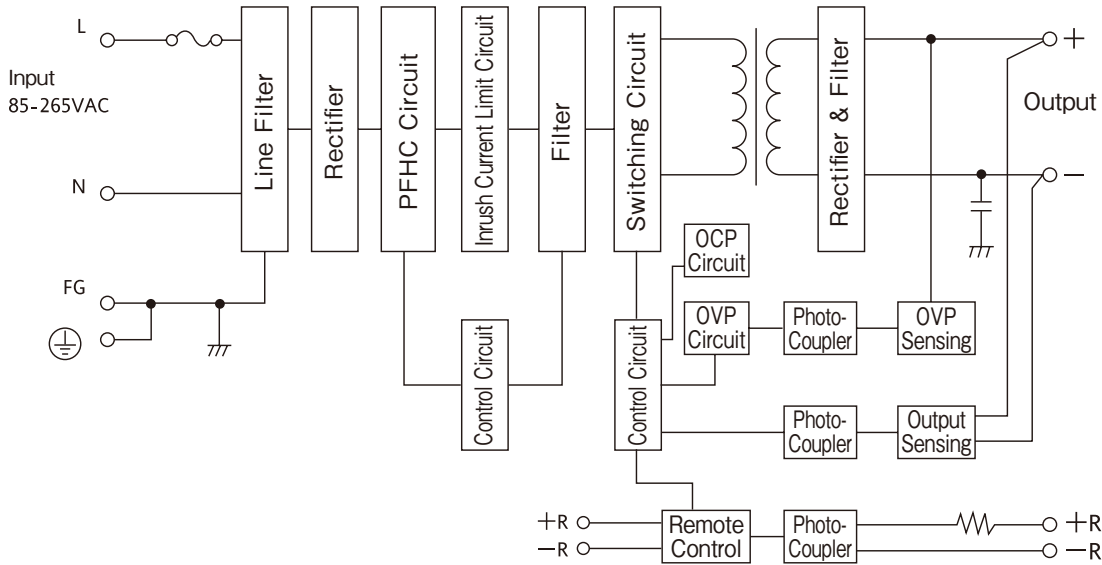 L
Input
85-265VAC
N
FG
Line Filter
Rectifier
PFHC Circuit
Inrush Current Limit Circuit
Filter
Switching Circuit
Rectifier & Filter
+
Output
−
OCP
Circuit
OVP
Circuit
Photo-
Coupler
OVP
Sensing
Control Circuit
Control Circuit
Photo-
Coupler
Output
Sensing
+R
−R
Remote
Control
Photo-
Coupler
+R
−R